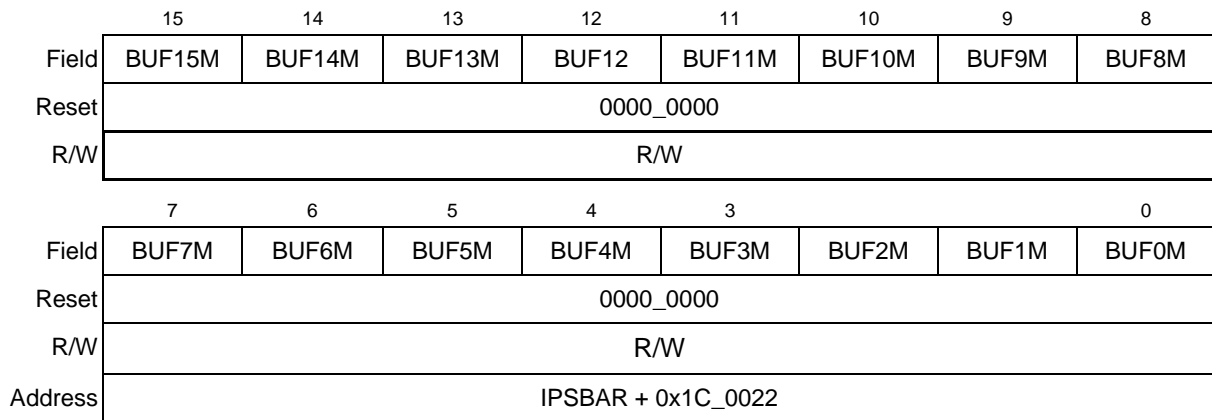 15 14 13 12 11 10 9 8
Field BUF15M BUF14M BUF13M BUF12 BUF11M BUF10M BUF9M BUF8M
Reset 0000_0000
R/W R/W
7 6 5 4 3 0
Field BUF7M BUF6M BUF5M BUF4M BUF3M BUF2M BUF1M BUF0M
Reset 0000_0000
R/W R/W
Address IPSBAR + 0x1C_0022